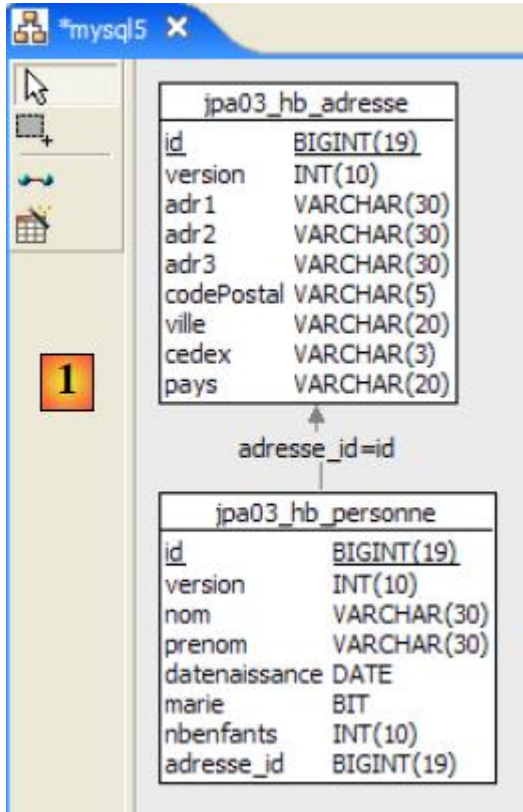 *mysql5
jpa03_hb_adresse
id BIGINT(19)
version INT(10)
adr1 VARCHAR(30)
adr2 VARCHAR(30)
adr3 VARCHAR(30)
codePostal VARCHAR(5)
ville VARCHAR(20)
cedex VARCHAR(3)
pays VARCHAR(20)
1
adresse_id=id
jpa03_hb_personne
id BIGINT(19)
version INT(10)
nom VARCHAR(30)
prenom VARCHAR(30)
datenaissance DATE
marie BIT
nbenfants INT(10)
adresse_id BIGINT(19)